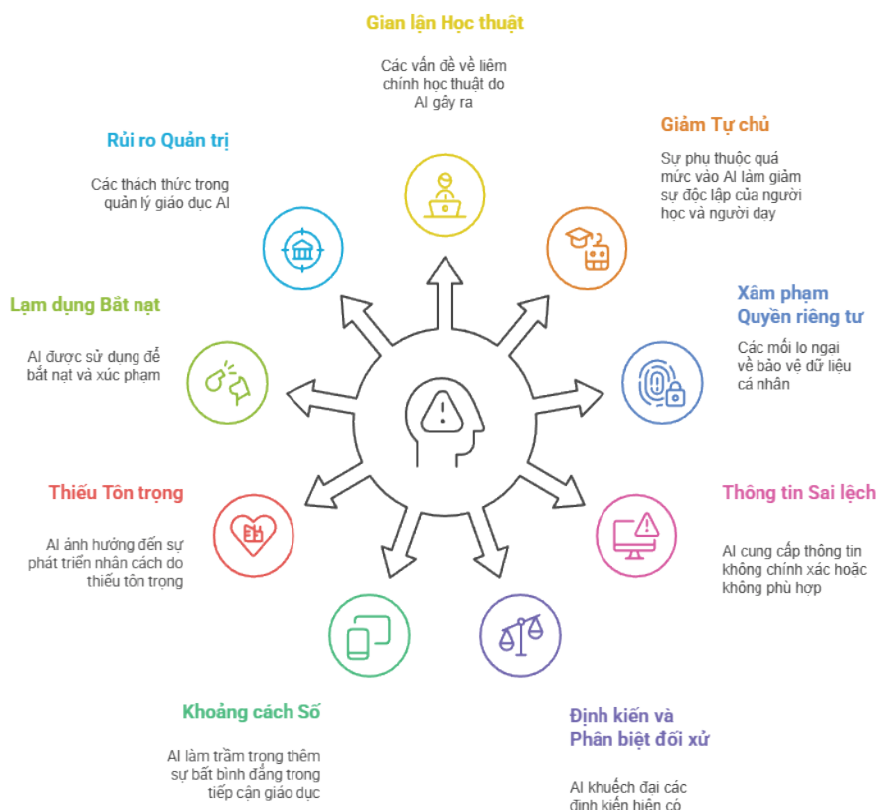 Gian lận Học thuật
Các vấn đề về liêm
chính học thuật do
AI gây ra
Giảm Tự chủ
Sự phụ thuộc quá
mức vào AI làm giảm
sự độc lập của người
học và người dạy
Xâm phạm
Quyền riêng tư
Các mối lo ngại
về bảo vệ dữ liệu
cá nhân
Thông tin Sai lệch
AI cung cấp thông tin
không chính xác hoặc
không phù hợp
Định kiến và
Phân biệt đối xử
AI khuếch đại các
định kiến hiện có
Khoảng cách Số
AI làm trầm trọng thêm
sự bất bình đẳng trong
tiếp cận giáo dục
Thiếu Tôn trọng
AI ảnh hưởng đến sự
phát triển nhân cách do
thiếu tôn trọng
Lạm dụng Bắt nạt
AI được sử dụng để
bắt nạt và xúc phạm
Rủi ro Quản trị
Các thách thức trong
quản lý giáo dục AI